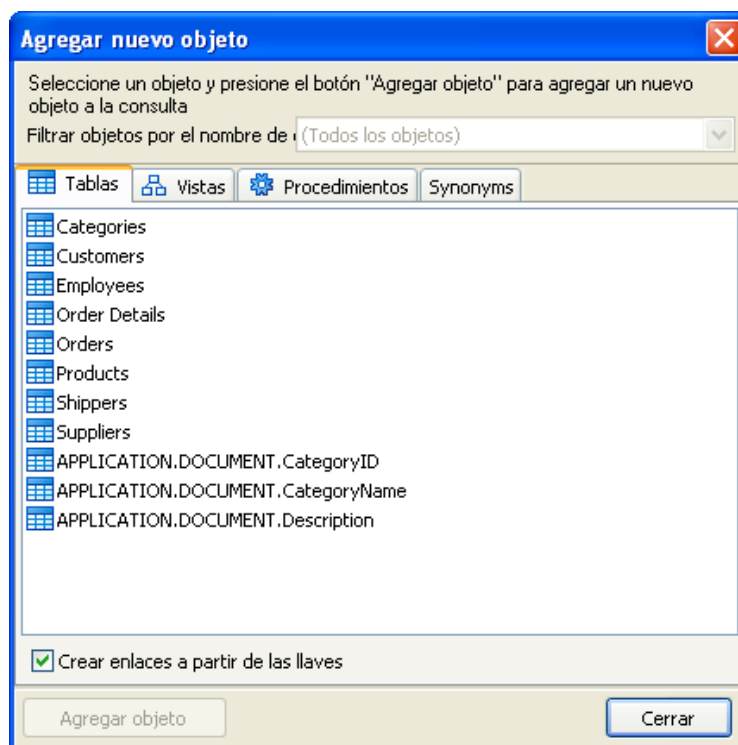 Agregar nuevo objeto
Seleccione un objeto y presione el botón "Agregar objeto" para agregar un nuevo
objeto a la consulta
Filtrar objetos por el nombre de (Todos los objetos)
Tablas Vistas Procedimientos Synonyms
Categories
Customers
Employees
Order Details
Orders
Products
Shippers
Suppliers
APPLICATION.DOCUMENT.CategoryID
APPLICATION.DOCUMENT.CategoryName
APPLICATION.DOCUMENT.Description
Crear enlaces a partir de las llaves
Agregar objeto Cerrar